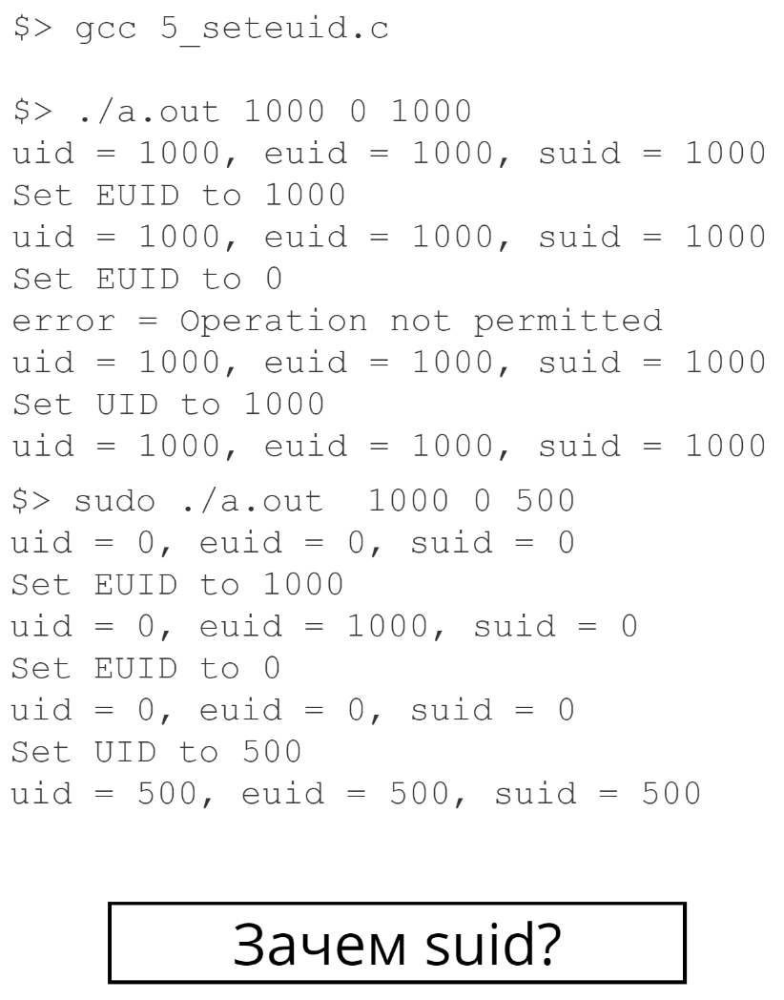 $> gcc 5_seteuid.c
$> ./a.out 1000 0 1000
uid = 1000, euid = 1000, suid = 1000
Set EUID to 1000
uid = 1000, euid = 1000, suid = 1000
Set EUID to 0
error = Operation not permitted
uid = 1000, euid = 1000, suid = 1000
Set UID to 1000
uid = 1000, euid = 1000, suid = 1000
$> sudo ./a.out  1000 0 500
uid = 0, euid = 0, suid = 0
Set EUID to 1000
uid = 0, euid = 1000, suid = 0
Set EUID to 0
uid = 0, euid = 0, suid = 0
Set UID to 500
uid = 500, euid = 500, suid = 500
Зачем suid?